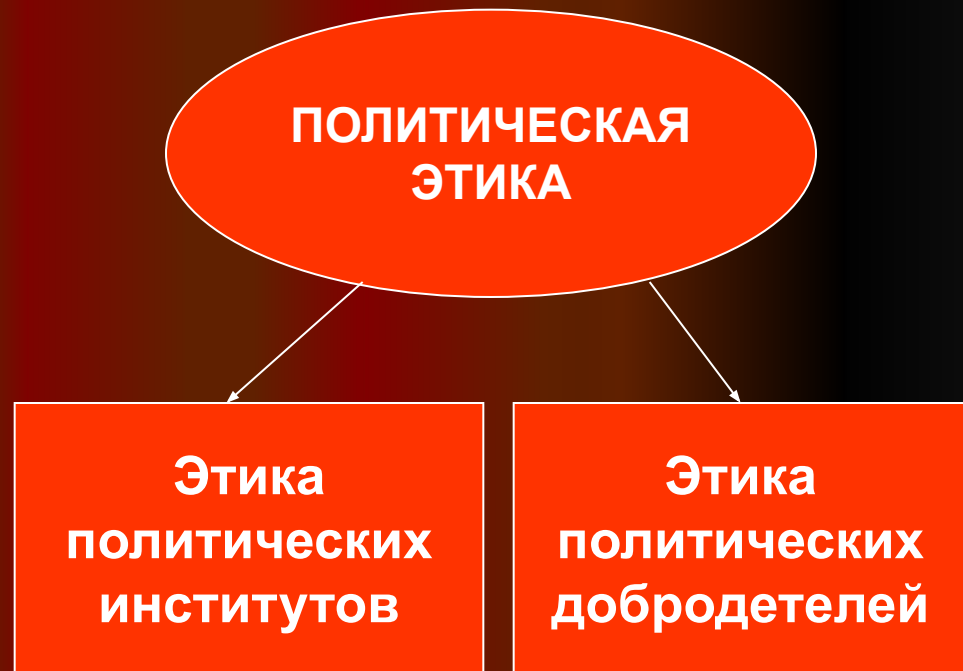 ПОЛИТИЧЕСКАЯ
ЭТИКА
Этика
политических
институтов
Этика
политических
добродетелей